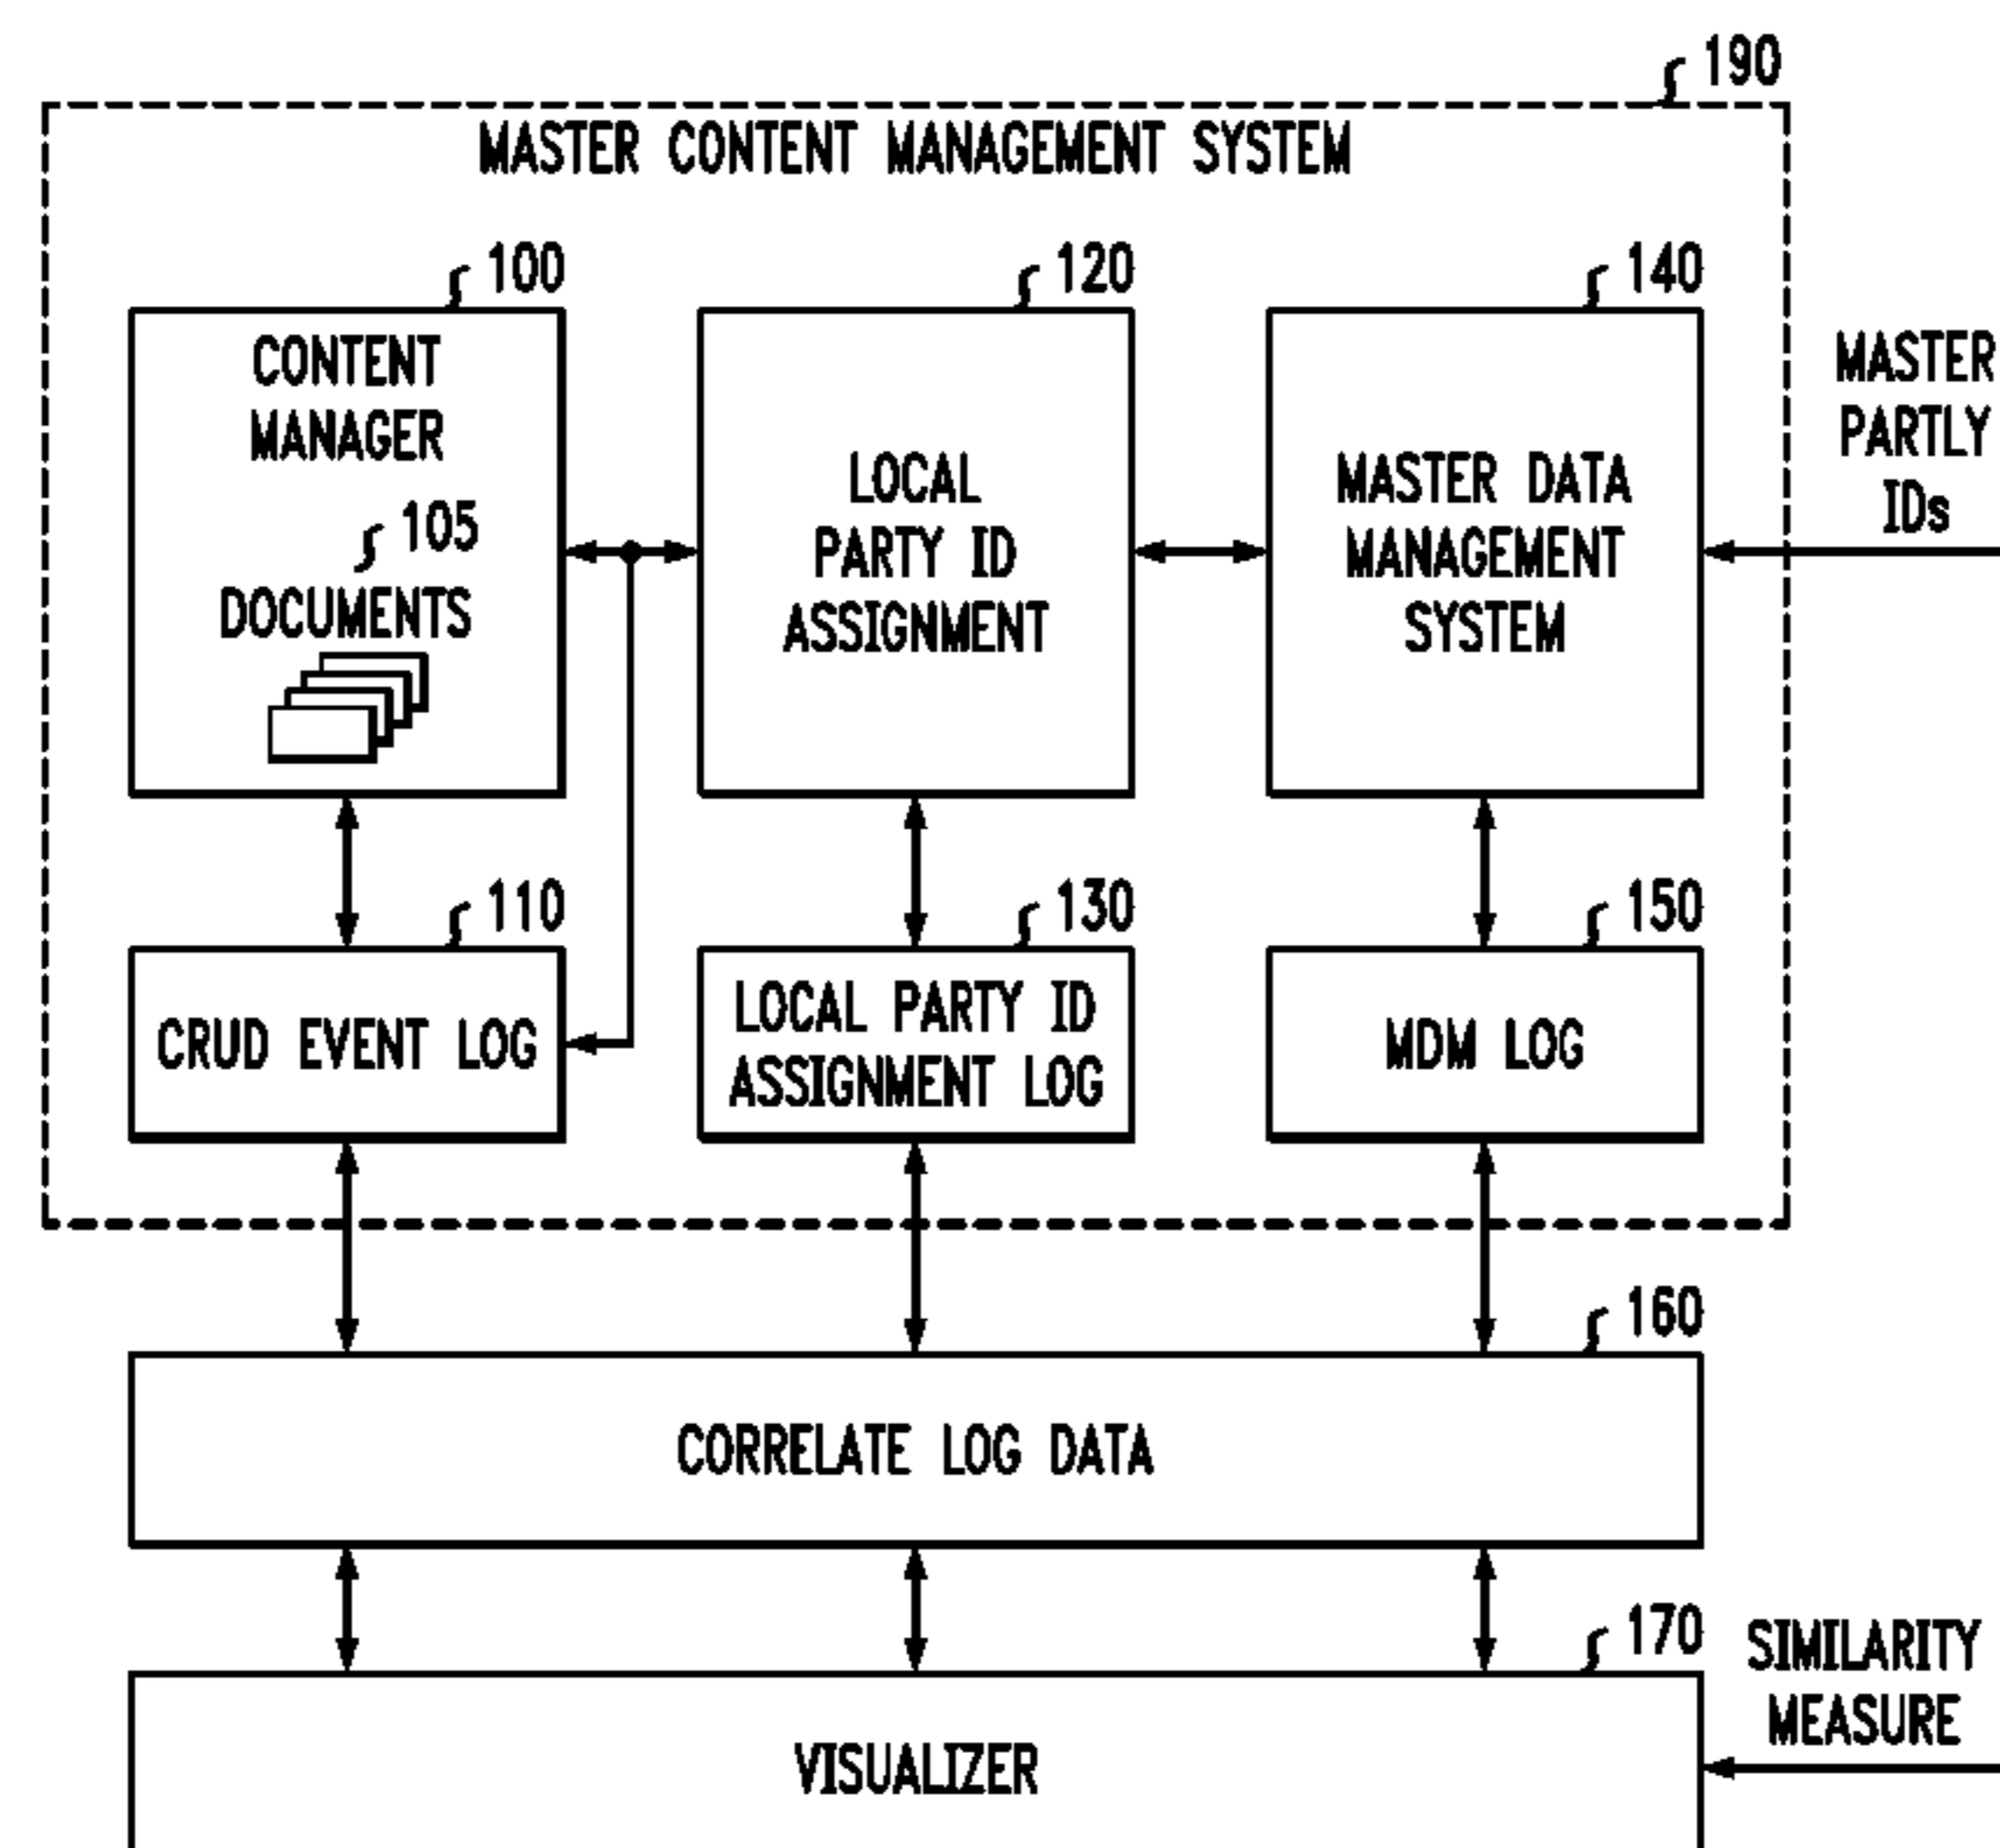 190
MASTER CONTENT MANAGEMENT SYSTEM
100
120
140
CONTENT
MANAGER
105
DOCUMENTS
LOCAL
PARTY ID
ASSIGNMENT
MASTER DATA
MANAGEMENT
SYSTEM
MASTER
PARTLY
IDs
110
130
150
CRUD EVENT LOG
LOCAL PARTY ID
ASSIGNMENT LOG
MDM LOG
160
CORRELATE LOG DATA
170
SIMILARITY
MEASURE
VISUALIZER